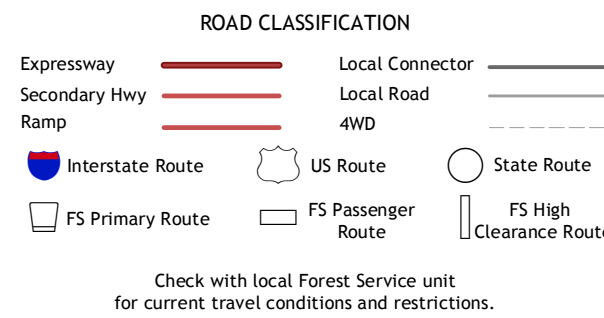 ROAD CLASSIFICATION
Expressway
Local Connector
Secondary Hwy
Local Road
Ramp
4WD
Interstate Route
US Route
State Route
FS Primary Route
FS Passenger
Route
FS High
Clearance Route
Check with local Forest Service unit
for current travel conditions and restrictions.